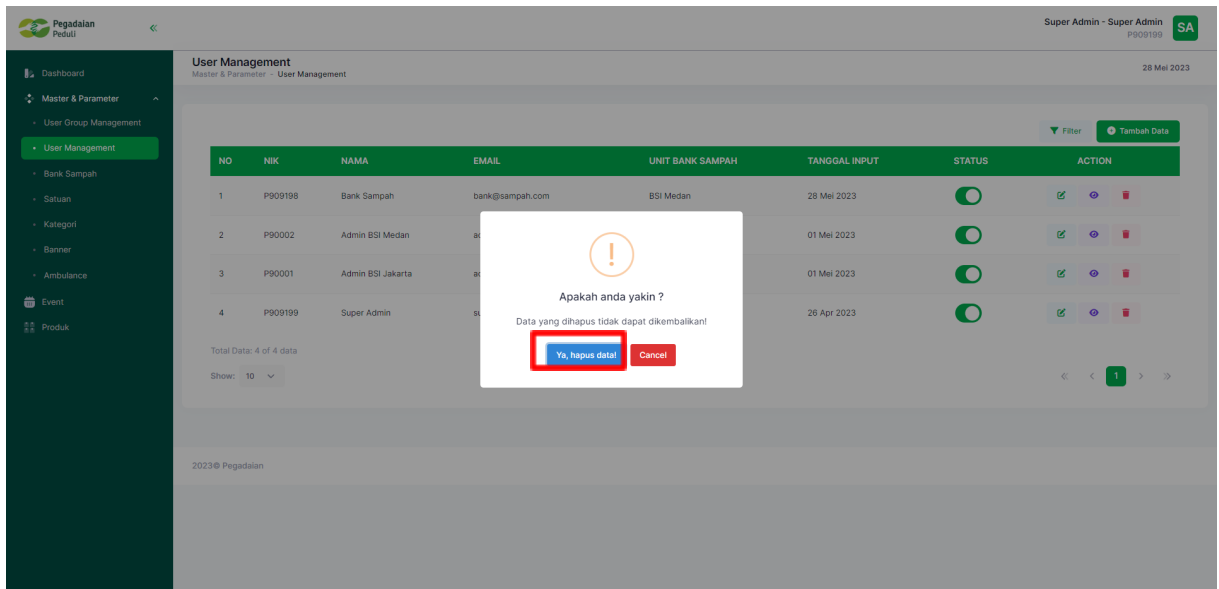 Pegadaian
Peduli
Super Admin - Super Admin
P909199
SA
Dashboard
Master & Parameter
User Group Management
User Management
Bank Sampah
Satuan
Kategori
Banner
Ambulance
Event
Produk
User Management
Master & Parameter - User Management
28 Mei 2023
Filter
Tambah Data
NO NIK NAMA EMAIL UNIT BANK SAMPAH TANGGAL INPUT STATUS ACTION
1 P909198 Bank Sampah bank@sampah.com BSI Medan 28 Mei 2023
2 P90002 Admin BSI Medan 01 Mei 2023
3 P90001 Admin BSI Jakarta 01 Mei 2023
4 P909199 Super Admin 26 Apr 2023
Apakah anda yakin ?
Data yang dihapus tidak dapat dikembalikan!
Ya, hapus data!
Cancel
Total Data: 4 of 4 data
Show: 10
1
2023© Pegadaian